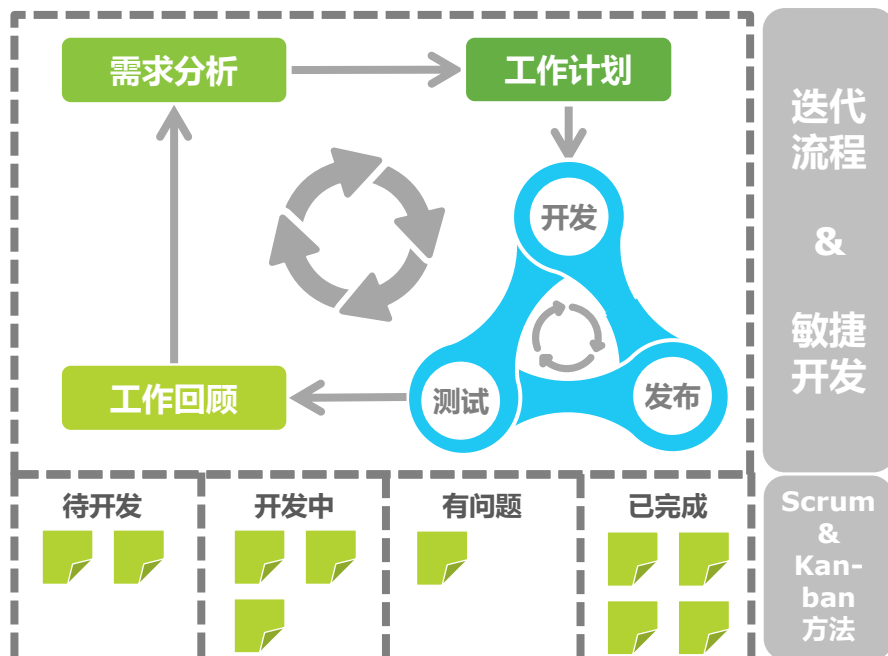 需求分析
工作计划
开发
测试
发布
工作回顾
迭代
流程
&
敏捷
开发
待开发
开发中
有问题
已完成
Scrum
&
Kan-
ban
方法